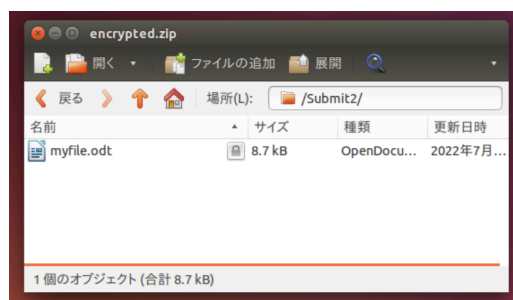 encrypted.zip
開く ファイルの追加 展開
戻る 場所(L): /Submit2/
名前 サイズ 種類 更新日時
myfile.odt 8.7 kB OpenDocu... 2022年7月...
1 個のオブジェクト (合計 8.7 kB)